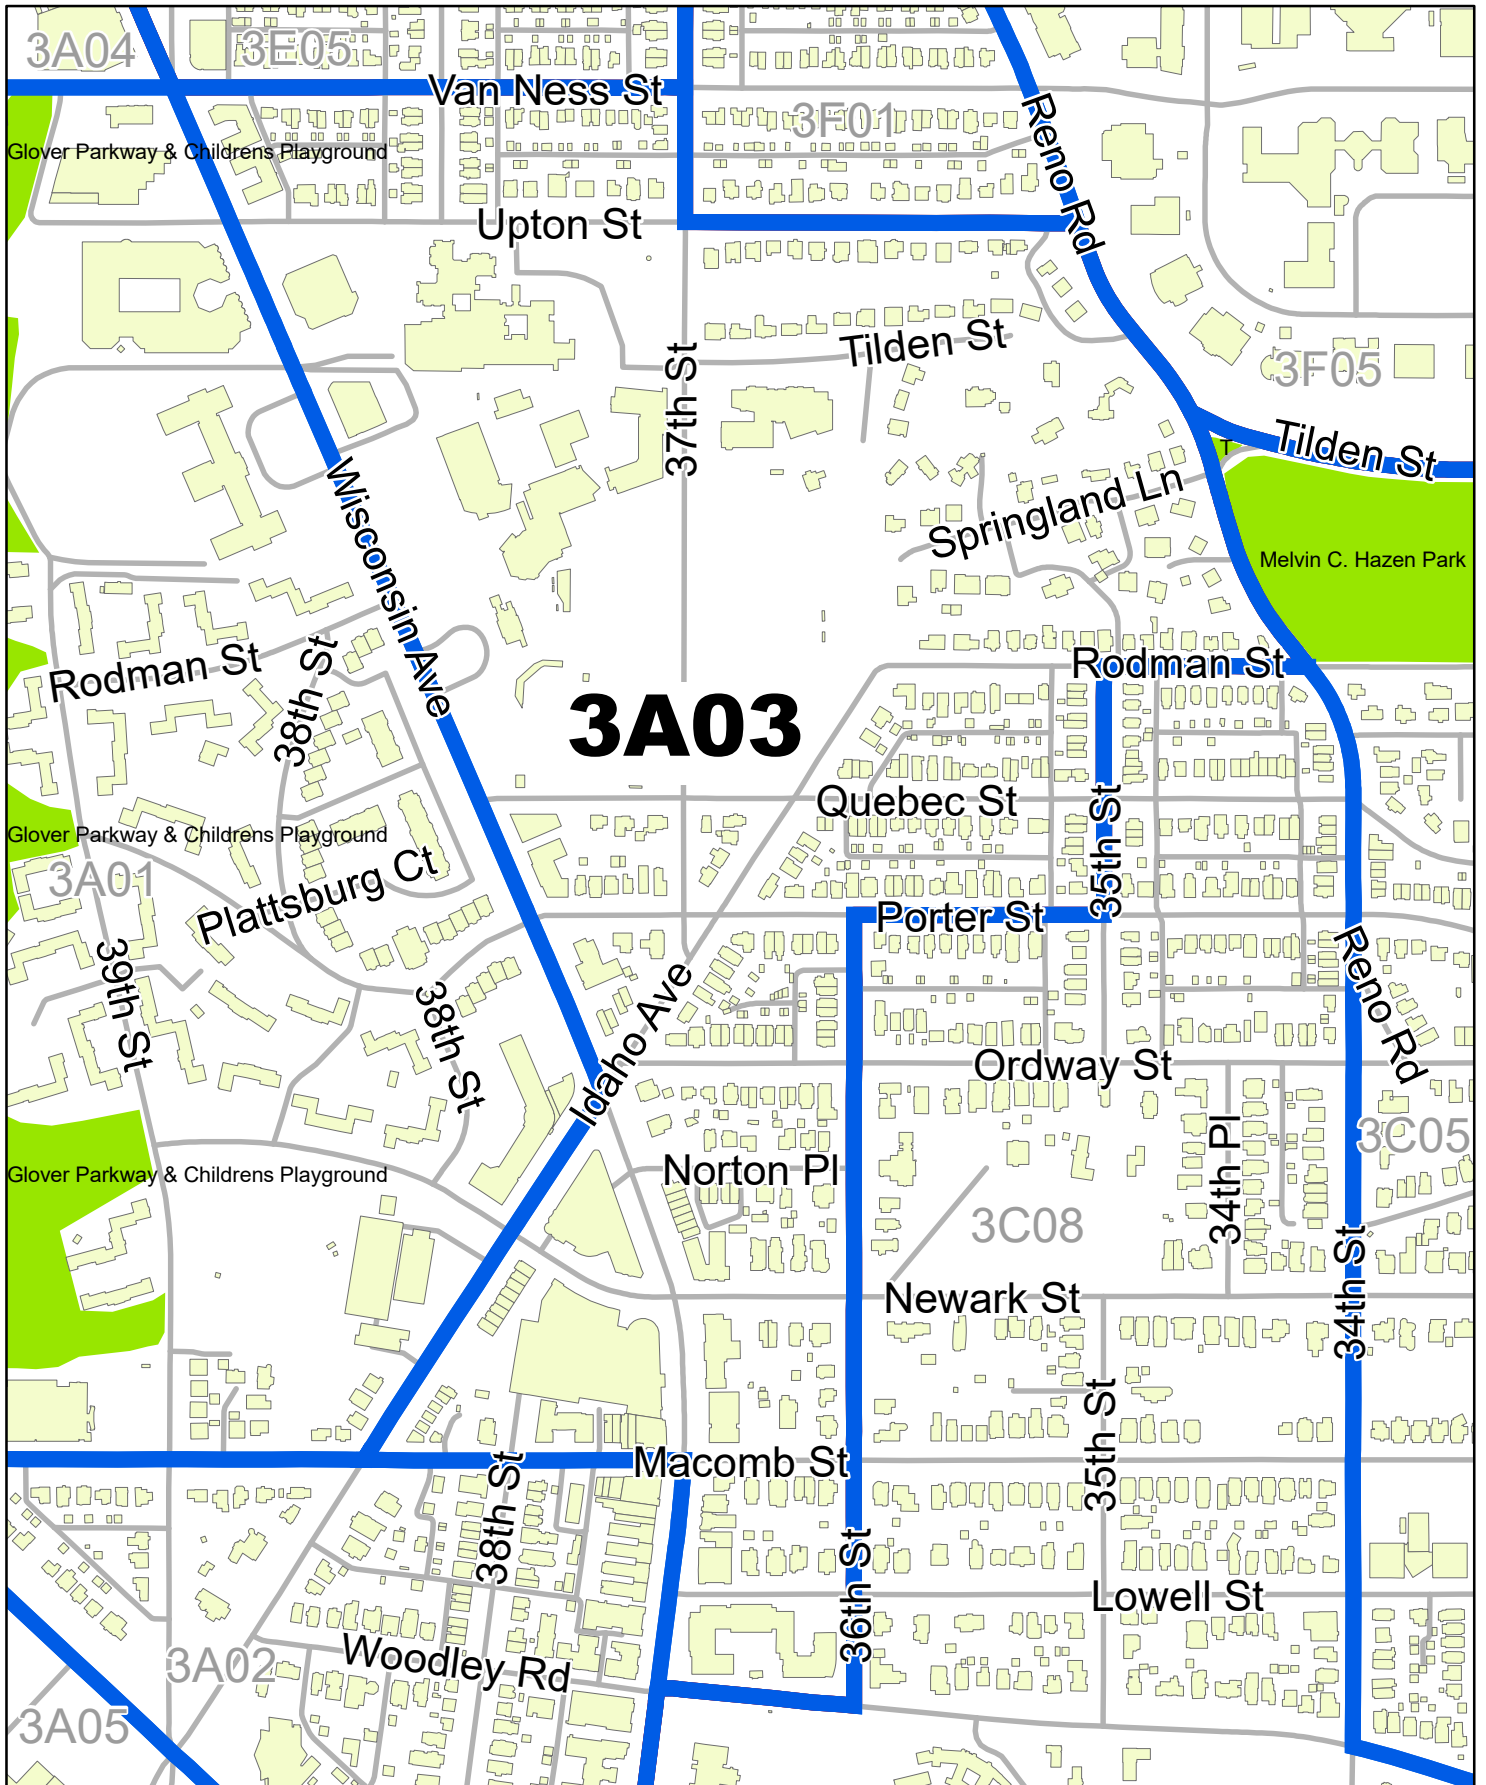 3A04
3E05
Van Ness St
3F01
Reno Rd
Glover Parkway & Childrens Playground
Upton St
Tilden St
37th St
3F05
Tilden St
T
Wisconsin Ave
Springland Ln
Melvin C. Hazen Park
Rodman St
38th St
Rodman St
3A03
Quebec St
35th St
Glover Parkway & Childrens Playground
3A01
Plattsburg Ct
Porter St
39th St
38th St
Idaho Ave
Reno Rd
Ordway St
34th Pl
3C05
Glover Parkway & Childrens Playground
Norton Pl
3C08
34th St
Newark St
35th St
Macomb St
38th St
36th St
Lowell St
Woodley Rd
3A02
3A05